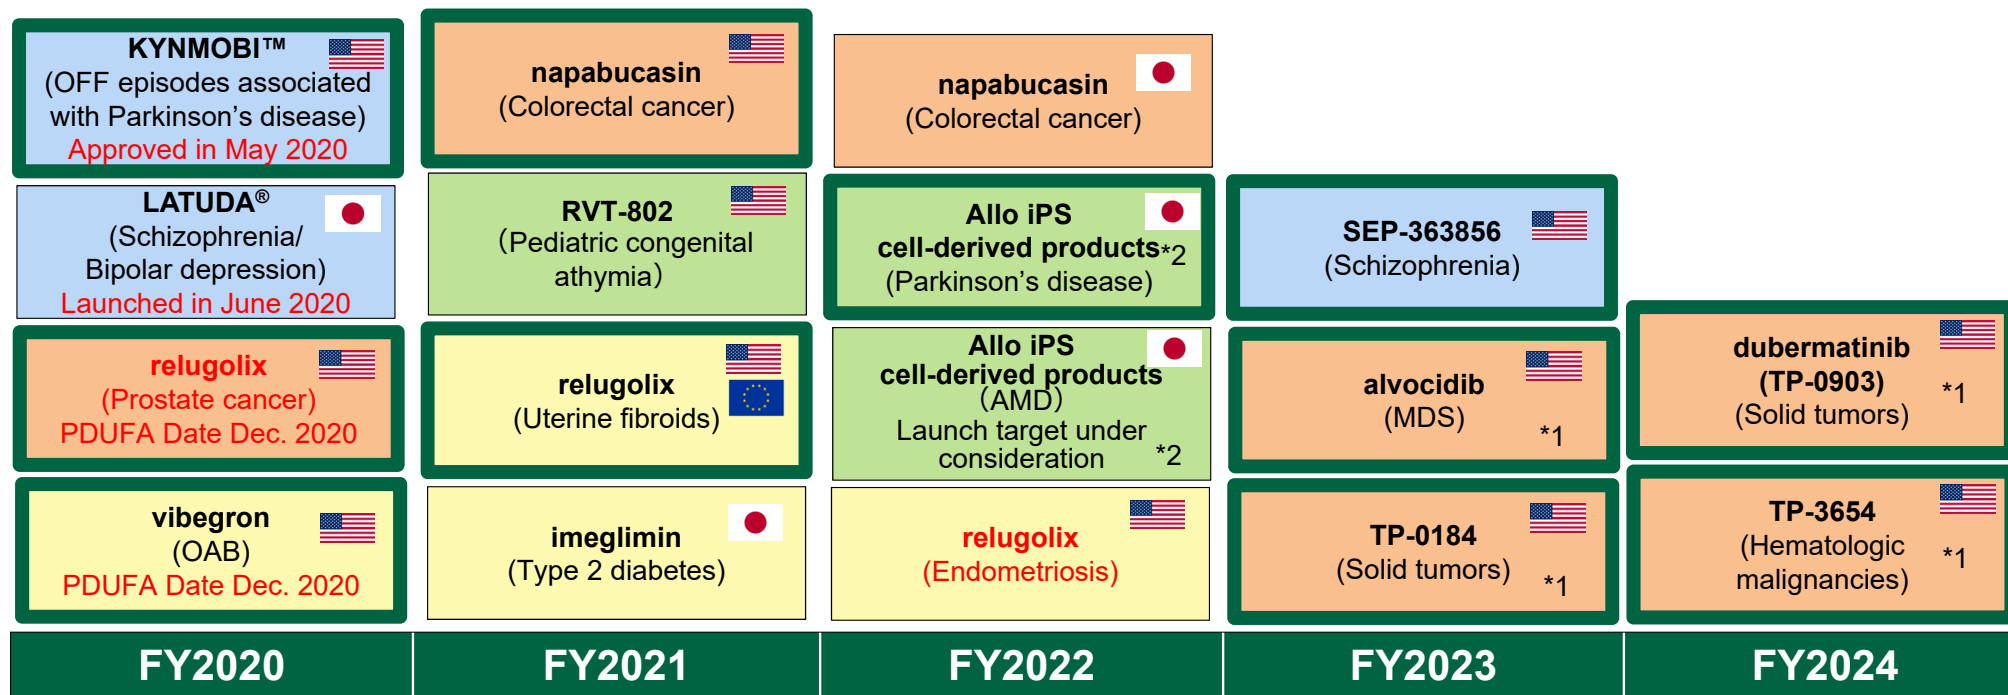 KYNMOBI™
(OFF episodes associated
with Parkinson's disease)
Approved in May 2020
LATUDA®
(Schizophrenia/
Bipolar depression)
Launched in June 2020
relugolix
(Prostate cancer)
PDUFA Date Dec. 2020
vibegron
(OAB)
PDUFA Date Dec. 2020
FY2020
napabucasin
(Colorectal cancer)
RVT-802
（Pediatric congenital
athymia）
relugolix
(Uterine fibroids)
imeglimin
(Type 2 diabetes)
FY2021
napabucasin
(Colorectal cancer)
Allo iPS
cell-derived products*2
(Parkinson's disease)
Allo iPS
cell-derived products
（AMD）
Launch target under
consideration *2
relugolix
(Endometriosis)
FY2022
SEP-363856
(Schizophrenia)
alvocidib
(MDS) *1
TP-0184
(Solid tumors) *1
FY2023
dubermatinib
(TP-0903) *1
(Solid tumors)
TP-3654
(Hematologic *1
malignancies)
FY2024